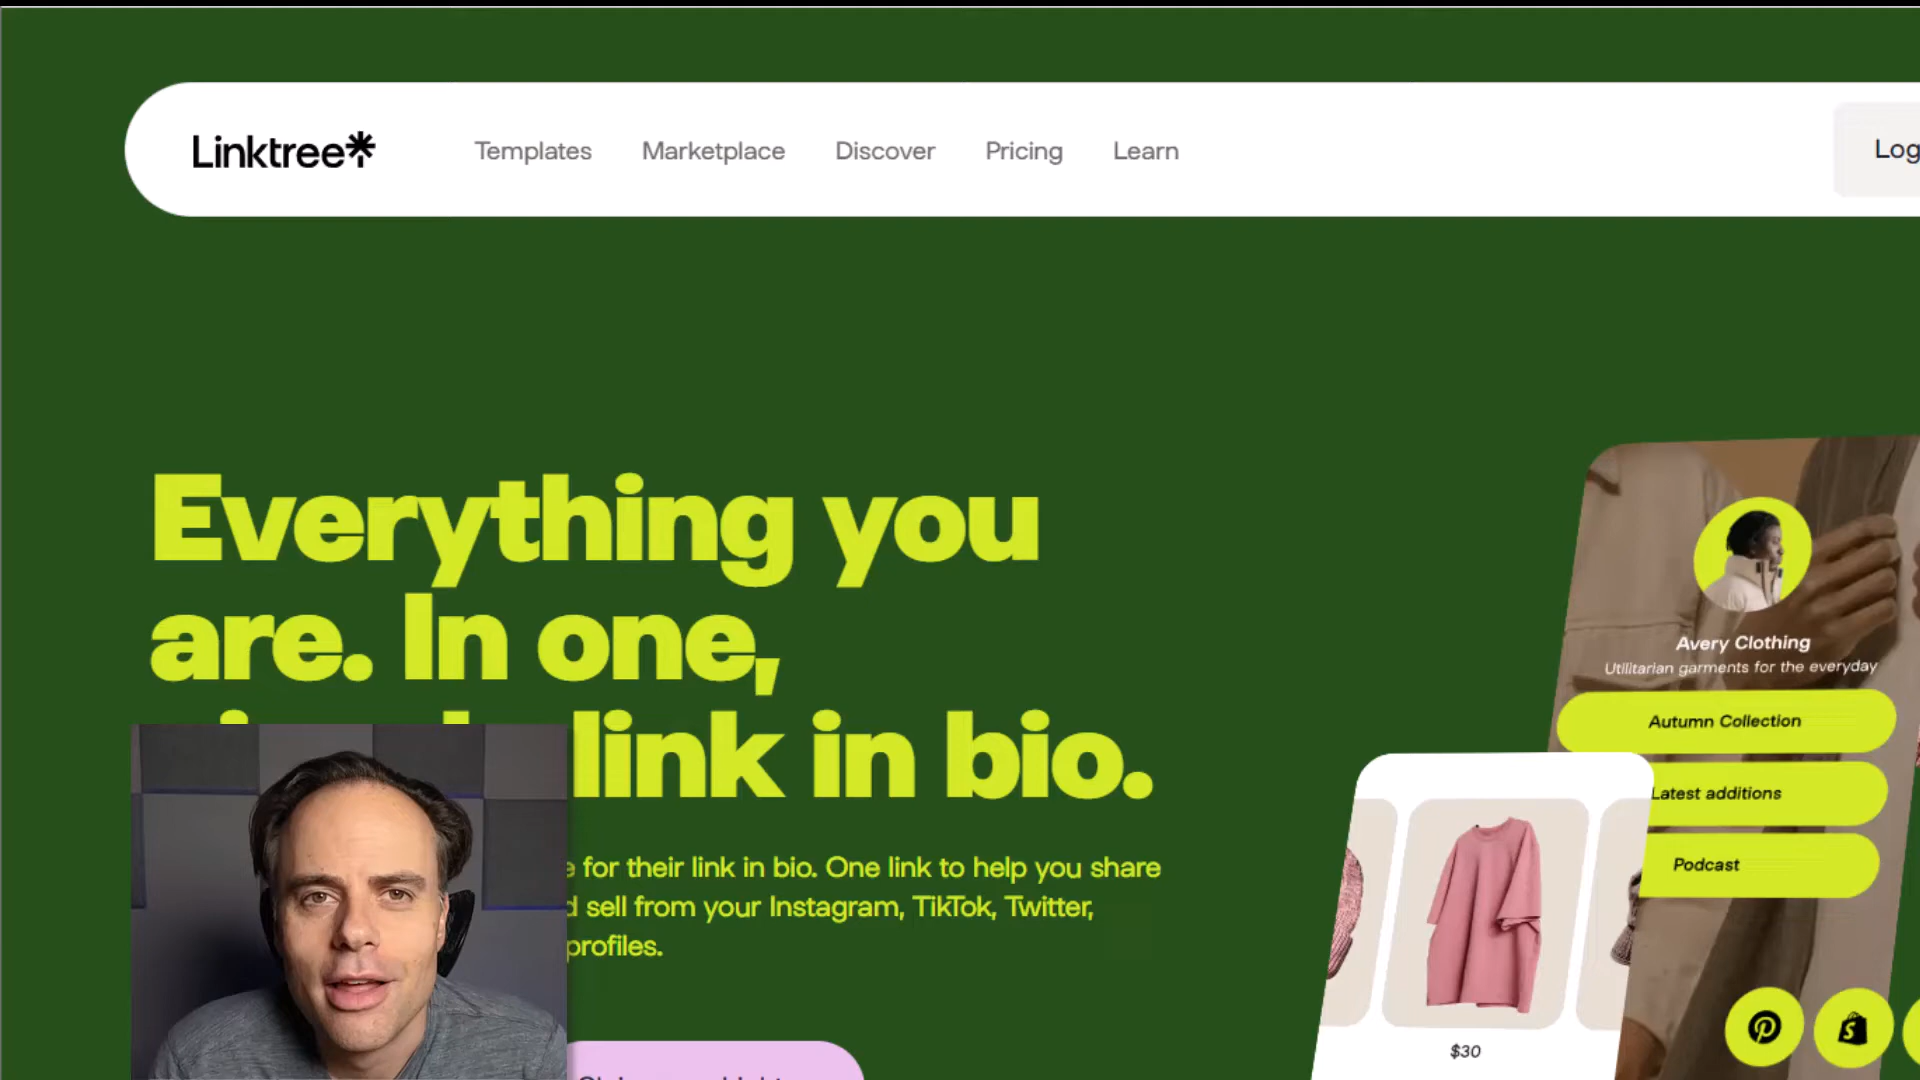 Linktree
Templates
Marketplace
Discover
Pricing
Learn
Log
Everything you
are. In one,
link in bio.
for their link in bio. One link to help you share
sell from your Instagram, TikTok, Twitter,
profiles.
Avery Clothing
Utilitarian garments for the everyday
Autumn Collection
Latest additions
Podcast
$30